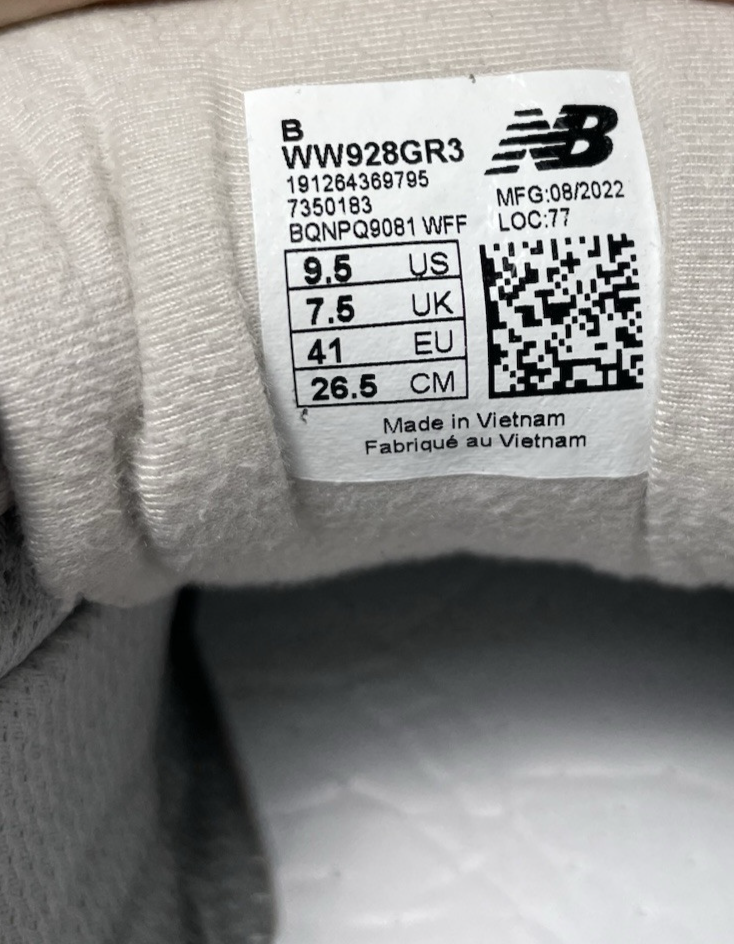 B
WW928GR3
191264369795
7350183
BQNPQ9081 WFF
NB
MFG:08/2022
LOC:77
9.5 US
7.5 UK
41 EU
26.5 CM
Made in Vietnam
Fabriqué au Vietnam